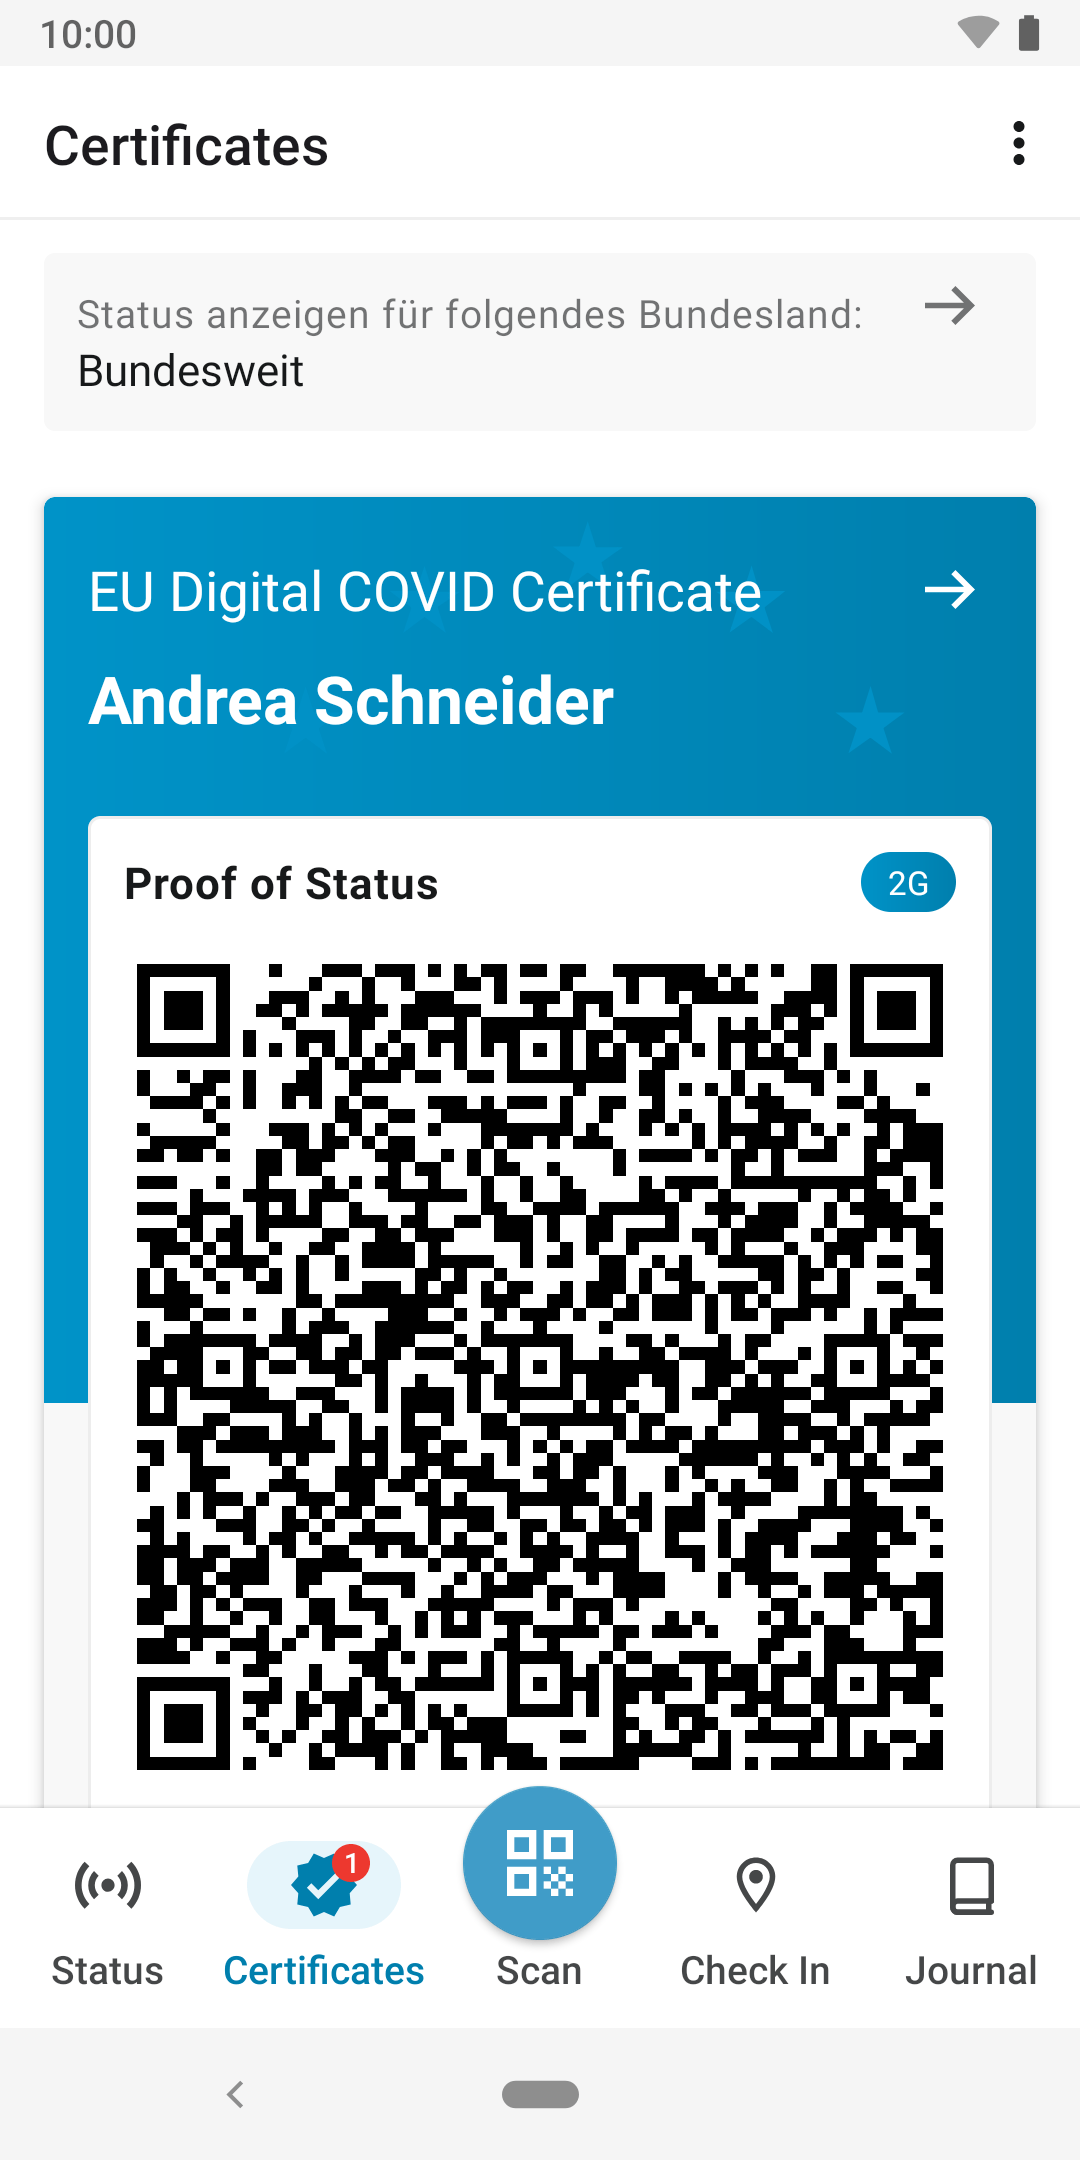 10:00
Certificates
Status anzeigen für folgendes Bundesland:
Bundesweit
EU Digital COVID Certificate
Andrea Schneider
Proof of Status
2G
1
Status
Certificates
Scan
Check In
Journal